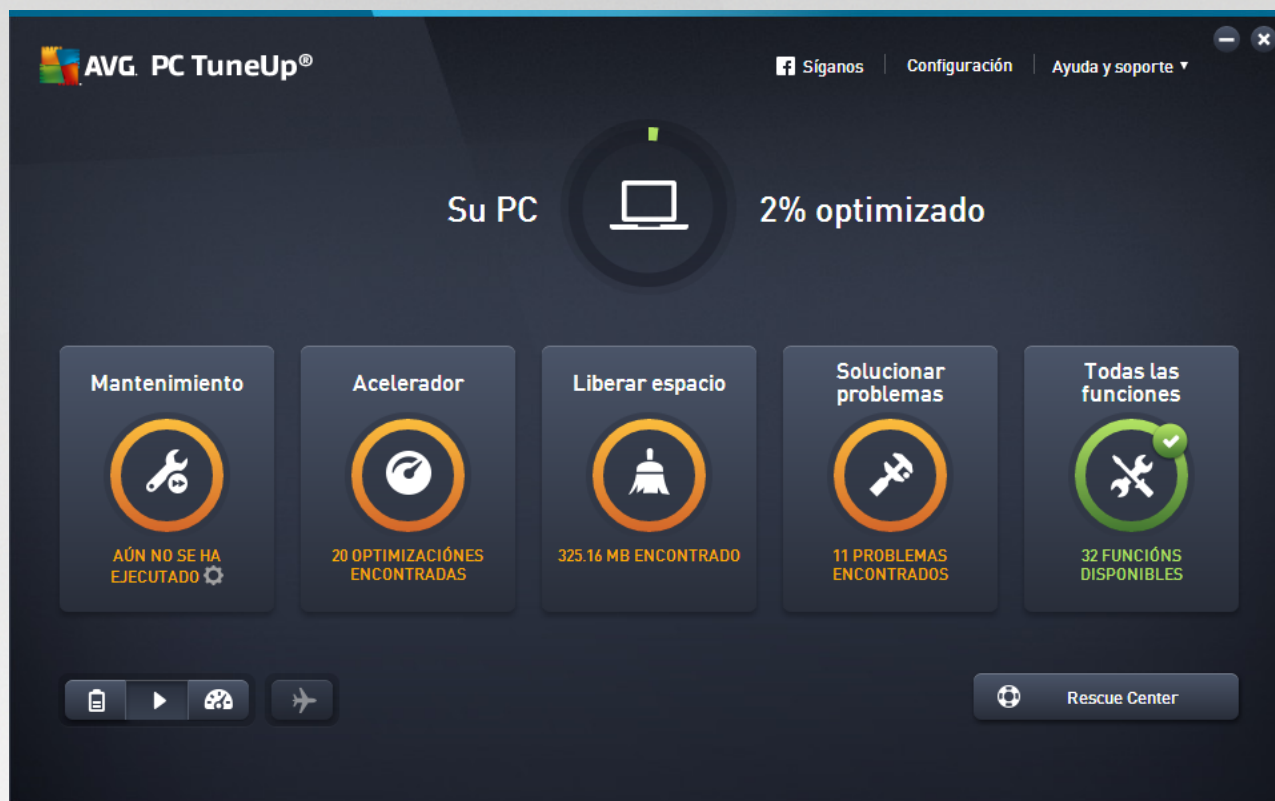 AVG. PC TuneUp®
Síganos
Configuración
Ayuda y soporte
Su PC
2% optimizado
Mantenimiento
AÚN NO SE HA
EJECUTADO
Acelerador
20 OPTIMIZACIÓNES
ENCONTRADAS
Liberar espacio
325.16 MB ENCONTRADO
Solucionar
problemas
11 PROBLEMAS
ENCONTRADOS
Todas las
funciones
32 FUNCIÓNS
DISPONIBLES
Rescue Center